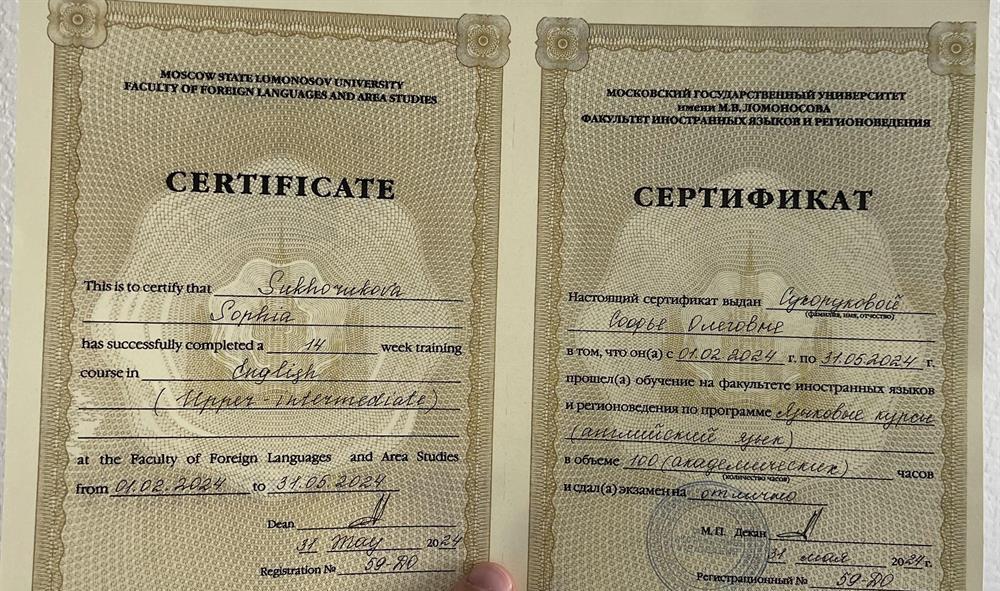 MOSCOW STATE LOMONOSOV UNIVERSITY
FACULTY OF FOREIGN LANGUAGES AND AREA STUDIES
CERTIFICATE
This is to certify that Sukhorukova
Sophia
has successfully completed a 14 week training
course in English
(Upper-intermediate)
at the Faculty of Foreign Languages and Area Studies
from 01.02.2024 to 31.05.2024
Dean
31 May 2024
Registration № 59-ДО
МОСКОВСКИЙ ГОСУДАРСТВЕННЫЙ УНИВЕРСИТЕТ
имени М.В. ЛОМОНОСОВА
ФАКУЛЬТЕТ ИНОСТРАННЫХ ЯЗЫКОВ И РЕГИОНОВЕДЕНИЯ
СЕРТИФИКАТ
Настоящий сертификат выдан Сухоруковой
(фамилия, имя, отчество)
Софье Олеговне
в том, что он(а) с 01.02.2024 г. по 31.05.2024 г.
прошел(а) обучение на факультете иностранных языков
и регионоведения по программе Языковые курсы
(английский язык)
в объеме 100 (академических) часов
(количество часов)
и сдал(а) экзамен на отлично
М.П. Декан
31 мая 2024 г.
Регистрационный № 59-ДО